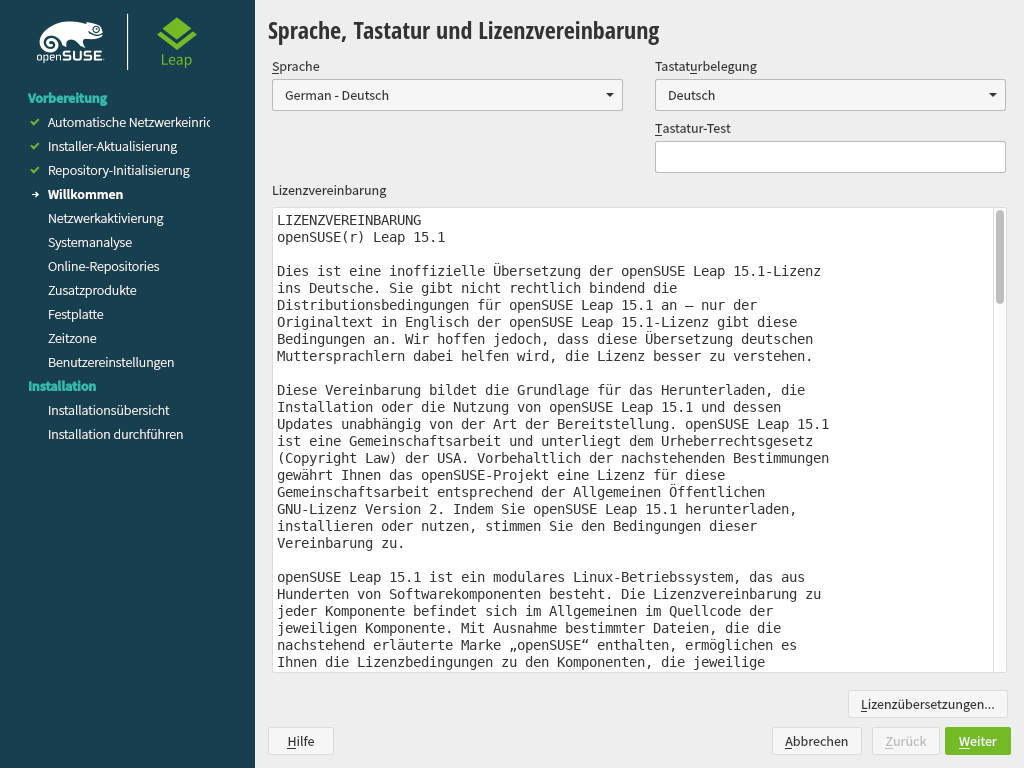 openSUSE
Leap
Vorbereitung
Automatische Netzwerkeinric
Installer-Aktualisierung
Repository-Initialisierung
Willkommen
Netzwerkaktivierung
Systemanalyse
Online-Repositories
Zusatzprodukte
Festplatte
Zeitzone
Benutzereinstellungen
Installation
Installationsübersicht
Installation durchführen
Sprache, Tastatur und Lizenzvereinbarung
Sprache
German - Deutsch
Tastaturbelegung
Deutsch
Tastatur-Test
Lizenzvereinbarung
LIZENZVEREINBARUNG
openSUSE(r) Leap 15.1
Dies ist eine inoffizielle Übersetzung der openSUSE Leap 15.1-Lizenz
ins Deutsche. Sie gibt nicht rechtlich bindend die
Distributionsbedingungen für openSUSE Leap 15.1 an – nur der
Originaltext in Englisch der openSUSE Leap 15.1-Lizenz gibt diese
Bedingungen an. Wir hoffen jedoch, dass diese Übersetzung deutschen
Muttersprachlern dabei helfen wird, die Lizenz besser zu verstehen.
Diese Vereinbarung bildet die Grundlage für das Herunterladen, die
Installation oder die Nutzung von openSUSE Leap 15.1 und dessen
Updates unabhängig von der Art der Bereitstellung. openSUSE Leap 15.1
ist eine Gemeinschaftsarbeit und unterliegt dem Urheberrechtsgesetz
(Copyright Law) der USA. Vorbehaltlich der nachstehenden Bestimmungen
gewährt Ihnen das openSUSE-Projekt eine Lizenz für diese
Gemeinschaftsarbeit entsprechend der Allgemeinen Öffentlichen
GNU-Lizenz Version 2. Indem Sie openSUSE Leap 15.1 herunterladen,
installieren oder nutzen, stimmen Sie den Bedingungen dieser
Vereinbarung zu.
openSUSE Leap 15.1 ist ein modulares Linux-Betriebssystem, das aus
Hunderten von Softwarekomponenten besteht. Die Lizenzvereinbarung zu
jeder Komponente befindet sich im Allgemeinen im Quellcode der
jeweiligen Komponente. Mit Ausnahme bestimmter Dateien, die die
nachstehend erläuterte Marke „openSUSE“ enthalten, ermöglichen es
Ihnen die Lizenzbedingungen zu den Komponenten, die jeweilige
Lizenzübersetzungen...
Hilfe
Abbrechen
Zurück
Weiter